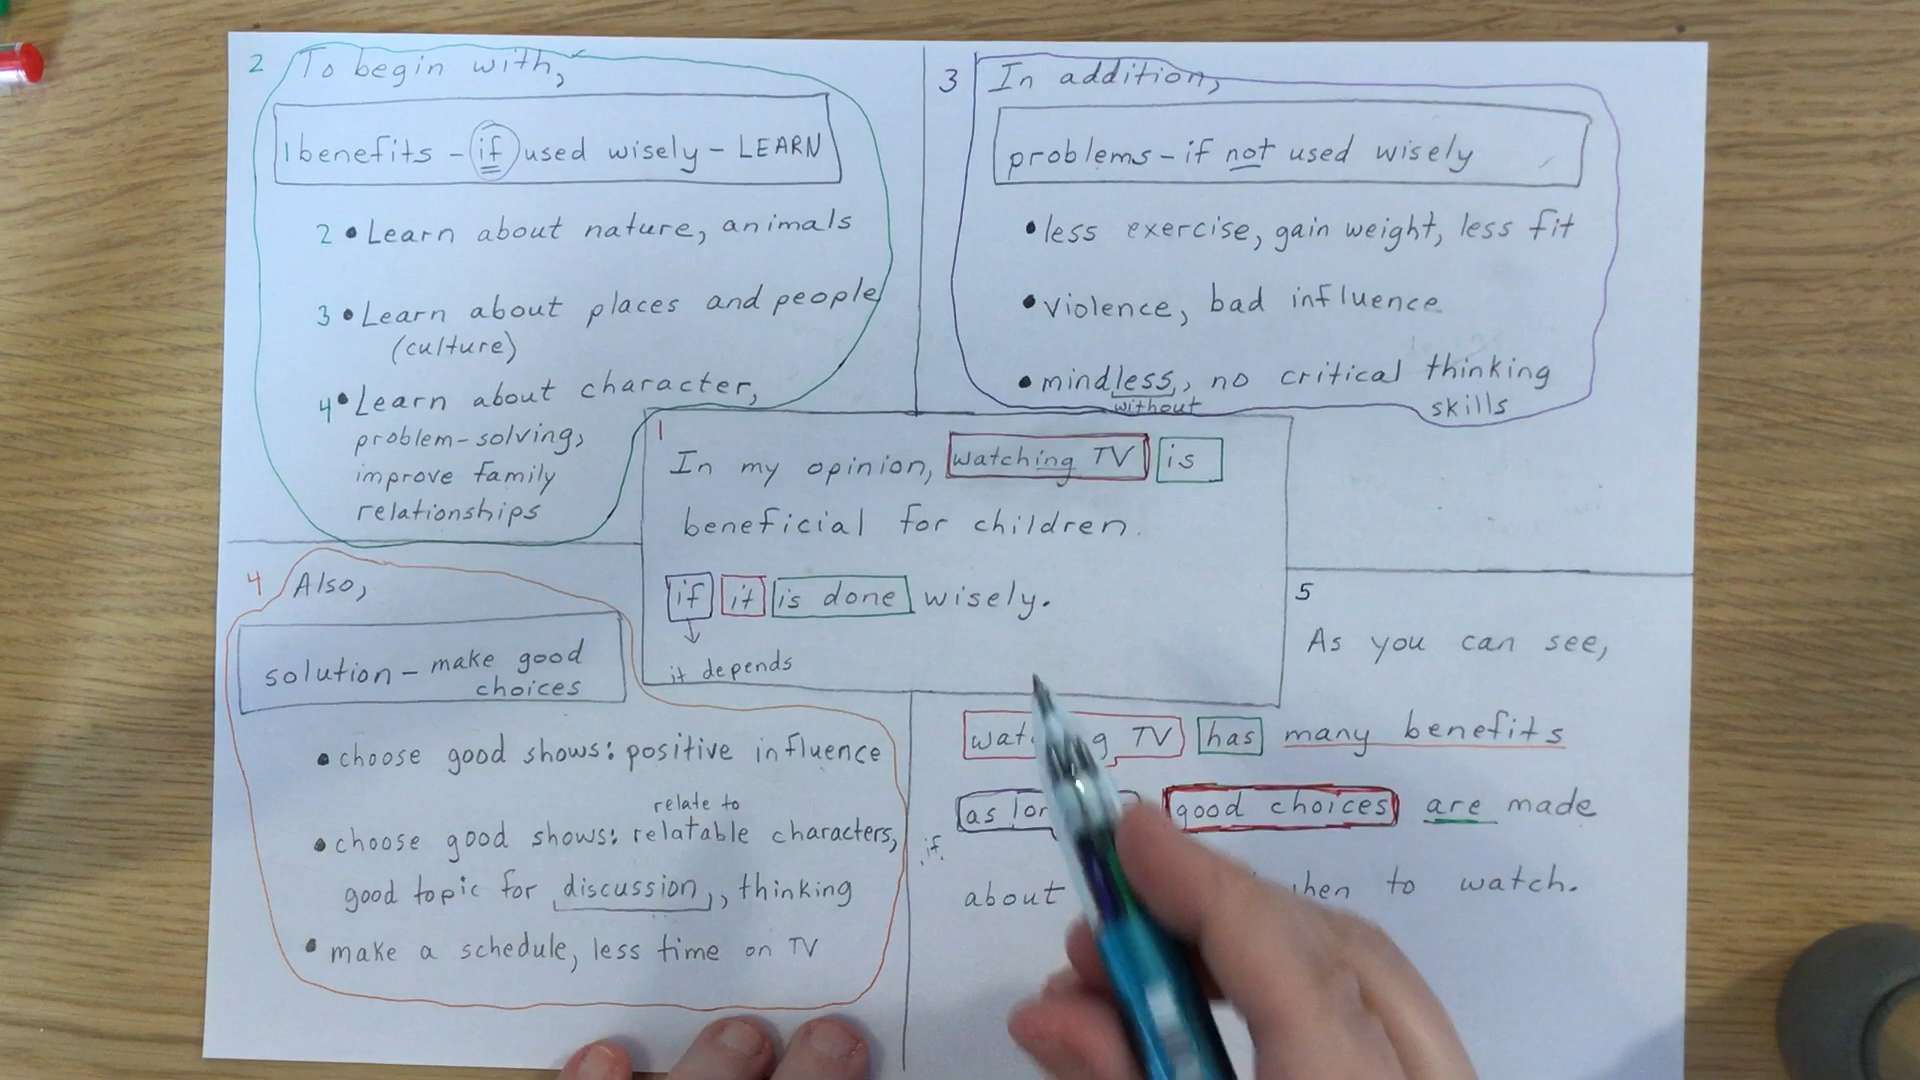 2 To begin with,
1 benefits - if used wisely - LEARN
2 • Learn about nature, animals
3 • Learn about places and people
(culture)
4 • Learn about character,
problem-solving,
improve family
relationships
3 In addition,
problems - if not used wisely
• less exercise, gain weight, less fit
• violence, bad influence
• mindless, no critical thinking
without skills
1
In my opinion, watching TV is
beneficial for children.
if it is done wisely.
it depends
4 Also,
solution - make good
choices
• choose good shows: positive influence
relate to
• choose good shows: relatable characters,
good topic for discussion, thinking
• make a schedule, less time on TV
5
As you can see,
TV has many benefits
as good choices are made
if
about to watch.